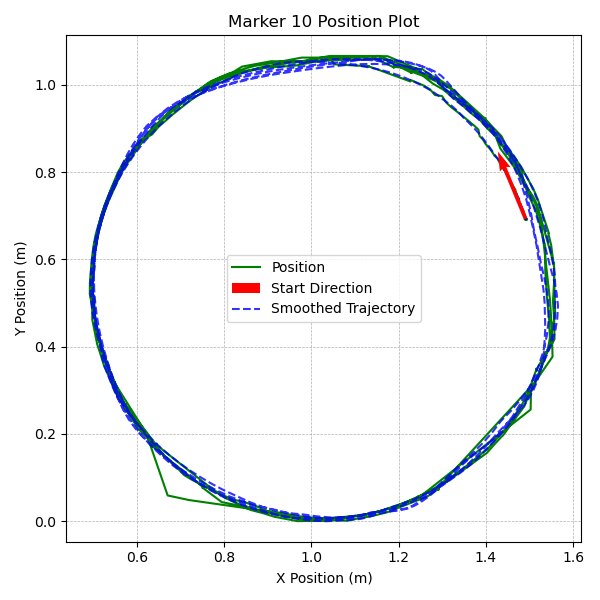 Marker 10 Position Plot
Y Position (m)
1.0
0.8
0.6
0.4
0.2
0.0
Position
Start Direction
Smoothed Trajectory
0.6 0.8 1.0 1.2 1.4 1.6
X Position (m)